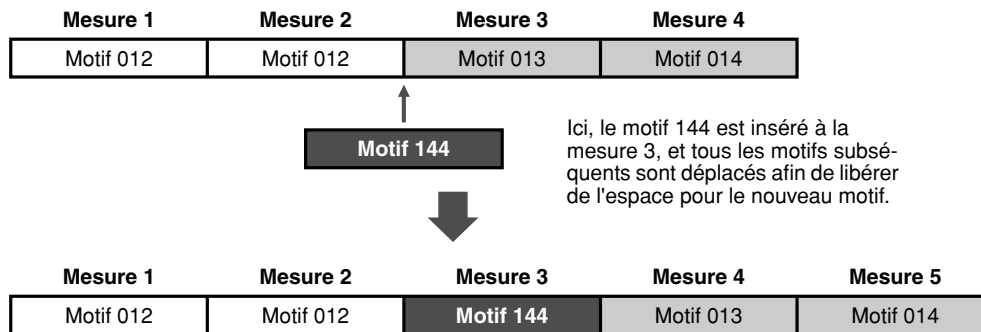 Mesure 1 Mesure 2 Mesure 3 Mesure 4
Motif 012 Motif 012 Motif 013 Motif 014
Motif 144
Ici, le motif 144 est inséré à la
mesure 3, et tous les motifs subsé-
quents sont déplacés afin de libérer
de l'espace pour le nouveau motif.
Mesure 1 Mesure 2 Mesure 3 Mesure 4 Mesure 5
Motif 012 Motif 012 Motif 144 Motif 013 Motif 014